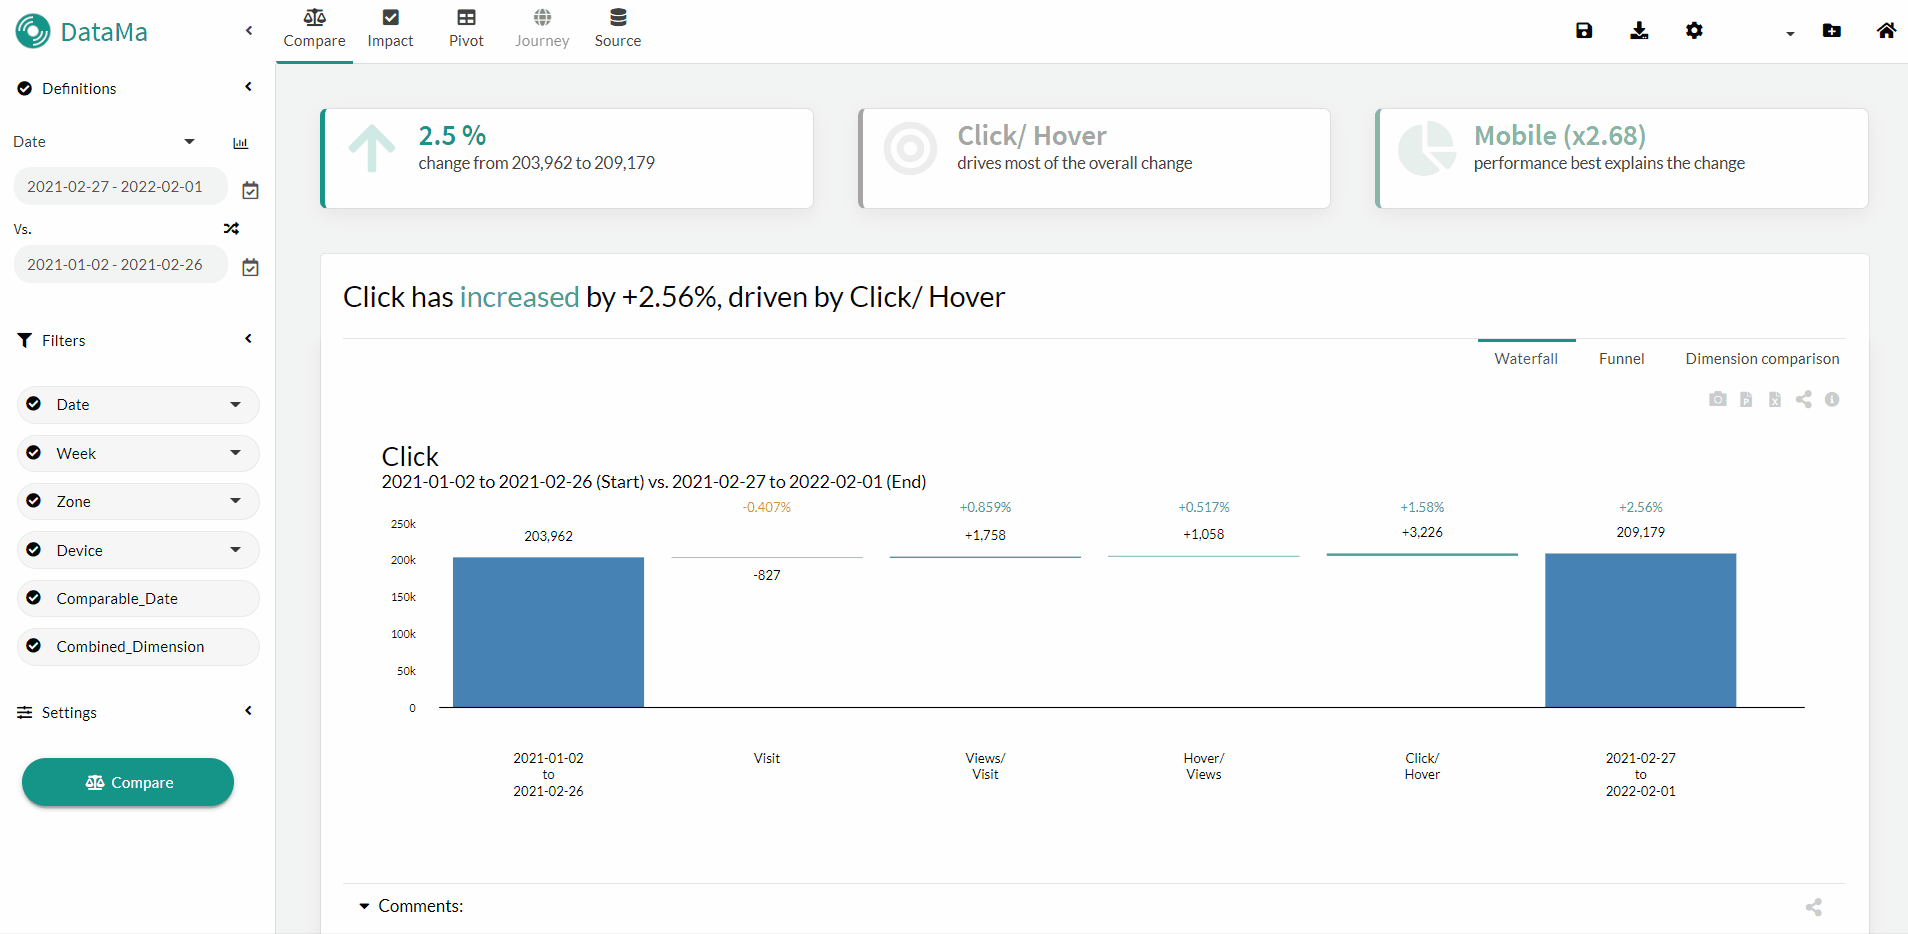 DataMa
Compare
Impact
Pivot
Journey
Source
Definitions
Date
2021-02-27 - 2022-02-01
Vs.
2021-01-02 - 2021-02-26
Filters
Date
Week
Zone
Device
Comparable_Date
Combined_Dimension
Settings
Compare
2.5 %
change from 203,962 to 209,179
Click/ Hover
drives most of the overall change
Mobile (x2.68)
performance best explains the change
Click has increased by +2.56%, driven by Click/ Hover
Waterfall
Funnel
Dimension comparison
Click
2021-01-02 to 2021-02-26 (Start) vs. 2021-02-27 to 2022-02-01 (End)
-0.407%
+0.859%
+0.517%
+1.58%
+2.56%
203,962
+1,758
+1,058
+3,226
209,179
-827
250k
200k
150k
100k
50k
0
2021-01-02
to
2021-02-26
Visit
Views/
Visit
Hover/
Views
Click/
Hover
2021-02-27
to
2022-02-01
Comments: